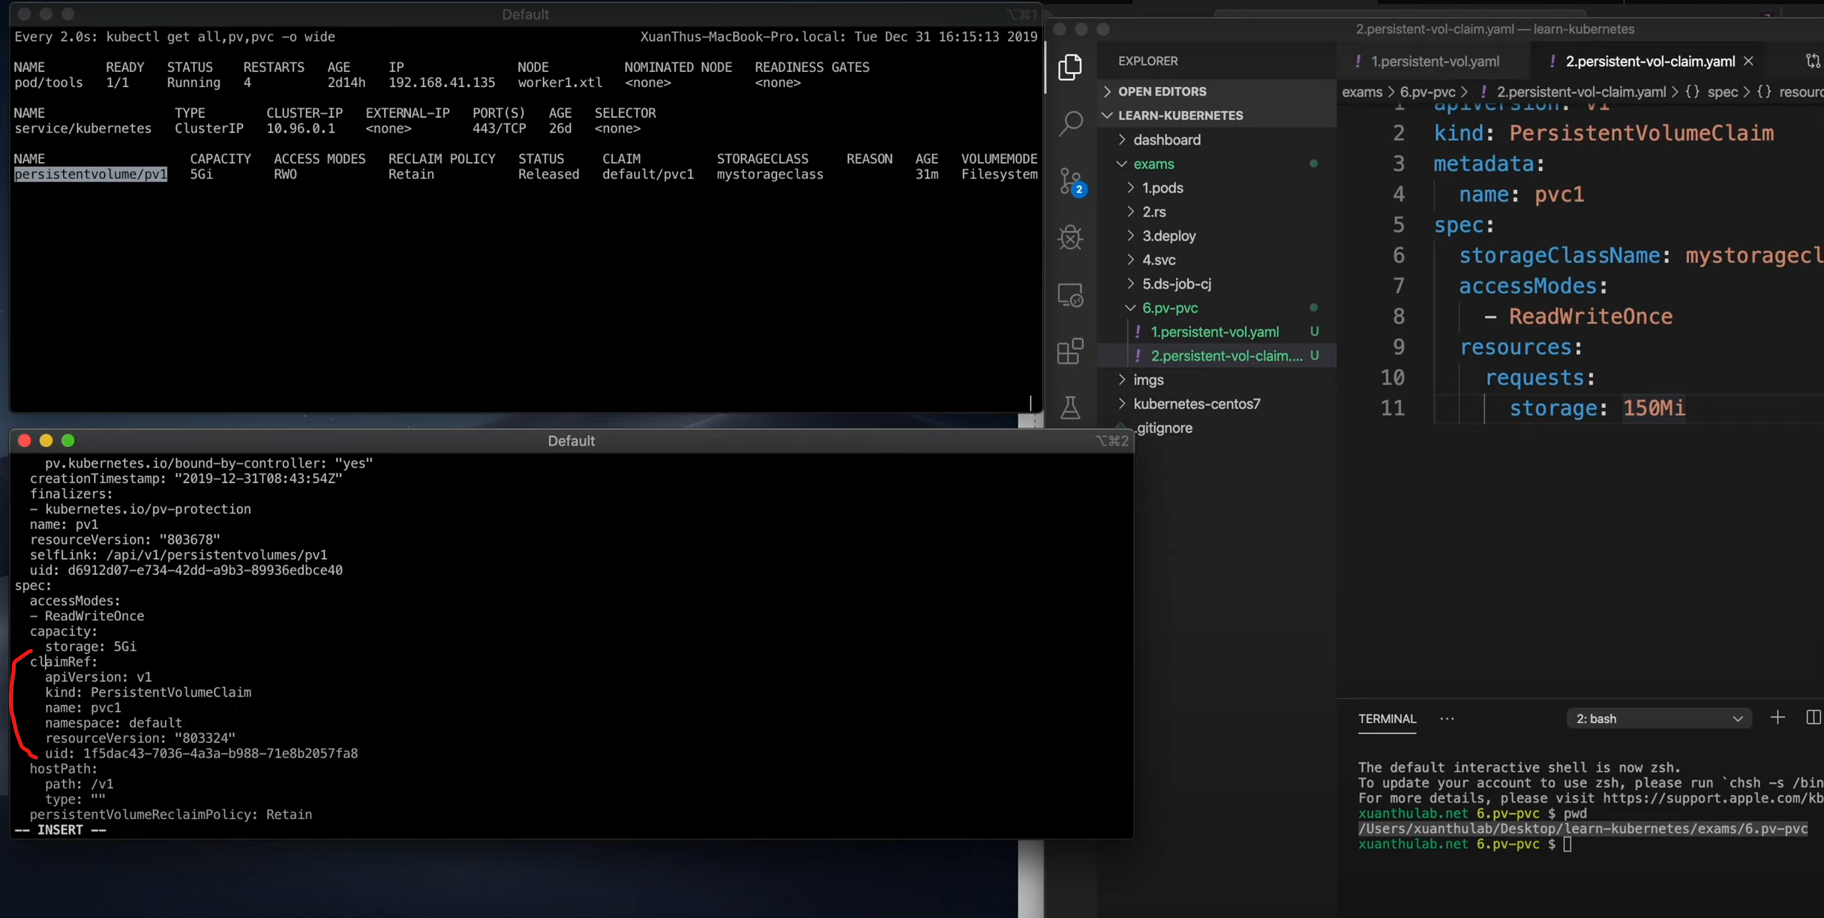 Default
⌥⌘1
Every 2.0s: kubectl get all,pv,pvc -o wide XuanThus-MacBook-Pro.local: Tue Dec 31 16:15:13 2019
NAME READY STATUS RESTARTS AGE IP NODE NOMINATED NODE READINESS GATES
pod/tools 1/1 Running 4 2d14h 192.168.41.135 worker1.xtl <none> <none>
NAME TYPE CLUSTER-IP EXTERNAL-IP PORT(S) AGE SELECTOR
service/kubernetes ClusterIP 10.96.0.1 <none> 443/TCP 26d <none>
NAME CAPACITY ACCESS MODES RECLAIM POLICY STATUS CLAIM STORAGECLASS REASON AGE VOLUMEMODE
persistentvolume/pv1 5Gi RWO Retain Released default/pvc1 mystorageclass 31m Filesystem
Default
⌥⌘2
pv.kubernetes.io/bound-by-controller: "yes"
creationTimestamp: "2019-12-31T08:43:54Z"
finalizers:
- kubernetes.io/pv-protection
name: pv1
resourceVersion: "803678"
selfLink: /api/v1/persistentvolumes/pv1
uid: d6912d07-e734-42dd-a9b3-89936edbce40
spec:
accessModes:
- ReadWriteOnce
capacity:
storage: 5Gi
claimRef:
apiVersion: v1
kind: PersistentVolumeClaim
name: pvc1
namespace: default
resourceVersion: "803324"
uid: 1f5dac43-7036-4a3a-b988-71e8b2057fa8
hostPath:
path: /v1
type: ""
persistentVolumeReclaimPolicy: Retain
-- INSERT --
2.persistent-vol-claim.yaml — learn-kubernetes
EXPLORER
OPEN EDITORS
LEARN-KUBERNETES
dashboard
exams
1.pods
2.rs
3.deploy
4.svc
5.ds-job-cj
6.pv-pvc
! 1.persistent-vol.yaml U
! 2.persistent-vol-claim.... U
imgs
kubernetes-centos7
.gitignore
2
! 1.persistent-vol.yaml
! 2.persistent-vol-claim.yaml ×
exams > 6.pv-pvc > ! 2.persistent-vol-claim.yaml > {} spec > {} resourc
1 apiVersion: v1
2 kind: PersistentVolumeClaim
3 metadata:
4 name: pvc1
5 spec:
6 storageClassName: mystoragecl
7 accessModes:
8 - ReadWriteOnce
9 resources:
10 requests:
11 storage: 150Mi
TERMINAL ... 2: bash
The default interactive shell is now zsh.
To update your account to use zsh, please run `chsh -s /bin
For more details, please visit https://support.apple.com/kb
xuanthulab.net 6.pv-pvc $ pwd
/Users/xuanthulab/Desktop/learn-kubernetes/exams/6.pv-pvc
xuanthulab.net 6.pv-pvc $